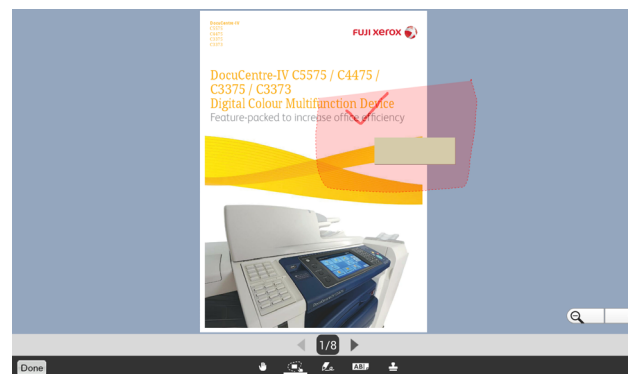 DocuCentre-IV
C5575
C4475
C3375
C3373
FUJI XEROX
DocuCentre-IV C5575 / C4475 /
C3375 / C3373
Digital Colour Multifunction Device
Feature-packed to increase office efficiency
1/8
Done
ABC